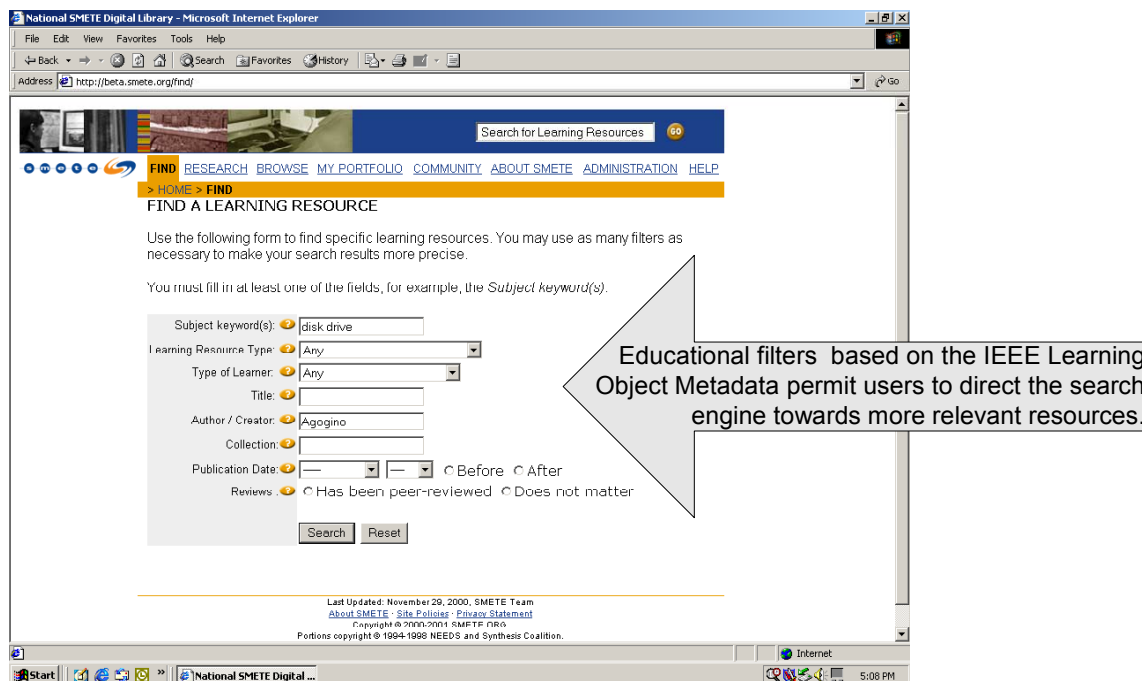 National SMETE Digital Library - Microsoft Internet Explorer
File Edit View Favorites Tools Help
Back Search Favorites History
Address http://beta.smete.org/find/ Go
Search for Learning Resources GO
s m e t e FIND RESEARCH BROWSE MY PORTFOLIO COMMUNITY ABOUT SMETE ADMINISTRATION HELP
> HOME > FIND
FIND A LEARNING RESOURCE
Use the following form to find specific learning resources. You may use as many filters as
necessary to make your search results more precise.
You must fill in at least one of the fields, for example, the Subject keyword(s).
Subject keyword(s): ? disk drive
Learning Resource Type: ? Any
Type of Learner: ? Any
Title: ?
Author / Creator: ? Agogino
Collection: ?
Publication Date: ? ---- --- Before After
Reviews : ? Has been peer-reviewed Does not matter
Search Reset
Educational filters based on the IEEE Learning
Object Metadata permit users to direct the search
engine towards more relevant resources.
Last Updated: November 29, 2000, SMETE Team
About SMETE · Site Policies · Privacy Statement
Copyright © 2000-2001 SMETE.ORG
Portions copyright © 1994-1998 NEEDS and Synthesis Coalition.
Internet
Start » National SMETE Digital ... 5:08 PM